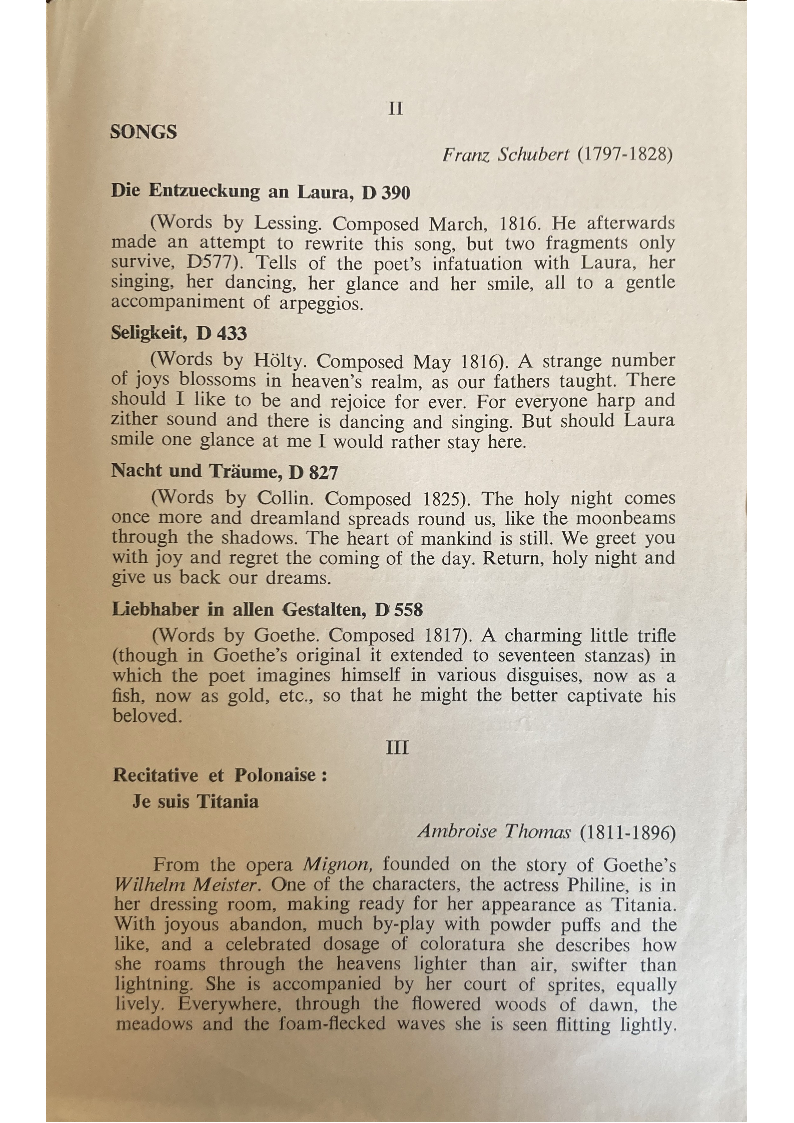 II
SONGS
Franz Schubert (1797-1828)
Die Entzueckung an Laura, D 390
(Words by Lessing. Composed March, 1816. He afterwards
made an attempt to rewrite this song, but two fragments only
survive, D577). Tells of the poet's infatuation with Laura, her
singing, her dancing, her glance and her smile, all to a gentle
accompaniment of arpeggios.
Seligkeit, D 433
(Words by Hölty. Composed May 1816). A strange number
of joys blossoms in heaven's realm, as our fathers taught. There
should I like to be and rejoice for ever. For everyone harp and
zither sound and there is dancing and singing. But should Laura
smile one glance at me I would rather stay here.
Nacht und Träume, D 827
(Words by Collin. Composed 1825). The holy night comes
once more and dreamland spreads round us, like the moonbeams
through the shadows. The heart of mankind is still. We greet you
with joy and regret the coming of the day. Return, holy night and
give us back our dreams.
Liebhaber in allen Gestalten, D 558
(Words by Goethe. Composed 1817). A charming little trifle
(though in Goethe's original it extended to seventeen stanzas) in
which the poet imagines himself in various disguises, now as a
fish, now as gold, etc., so that he might the better captivate his
beloved.
III
Recitative et Polonaise :
Je suis Titania
Ambroise Thomas (1811-1896)
From the opera Mignon, founded on the story of Goethe's
Wilhelm Meister. One of the characters, the actress Philine, is in
her dressing room, making ready for her appearance as Titania.
With joyous abandon, much by-play with powder puffs and the
like, and a celebrated dosage of coloratura she describes how
she roams through the heavens lighter than air, swifter than
lightning. She is accompanied by her court of sprites, equally
lively. Everywhere, through the flowered woods of dawn, the
meadows and the foam-flecked waves she is seen flitting lightly.